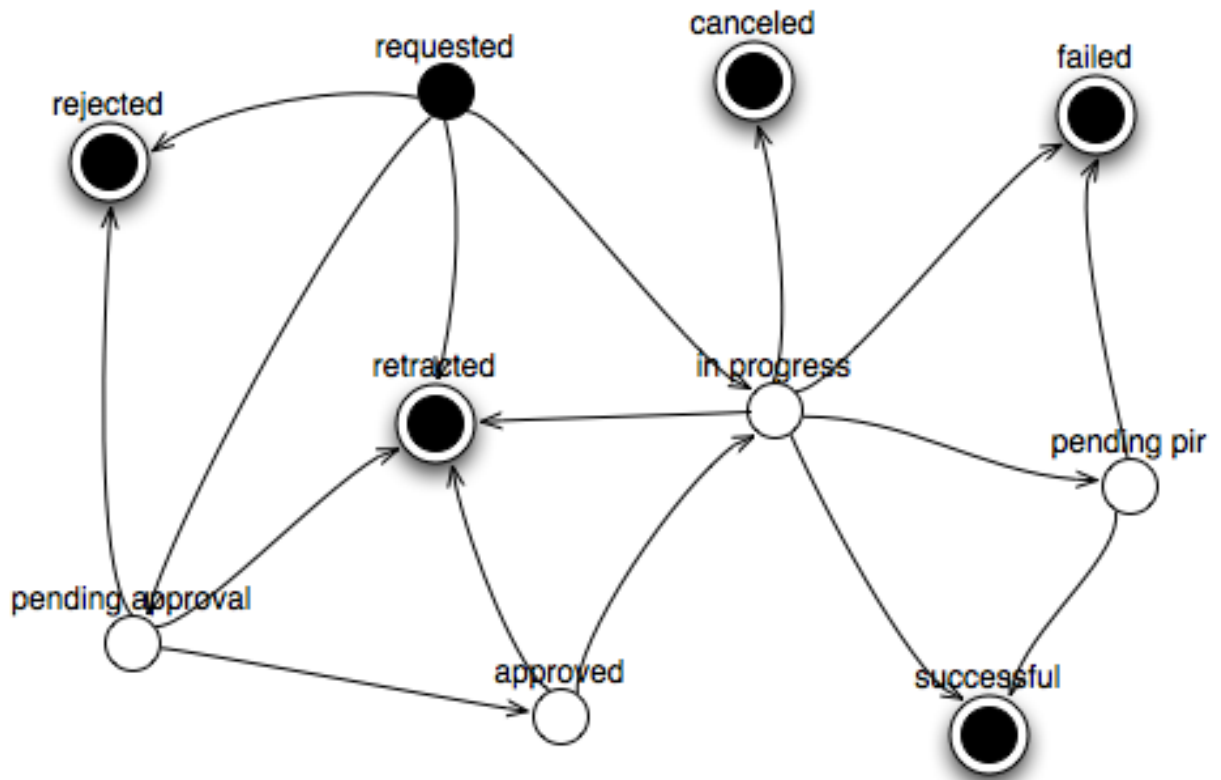 canceled
requested
failed
rejected
retracted
in progress
pending pir
pending approval
approved
successful